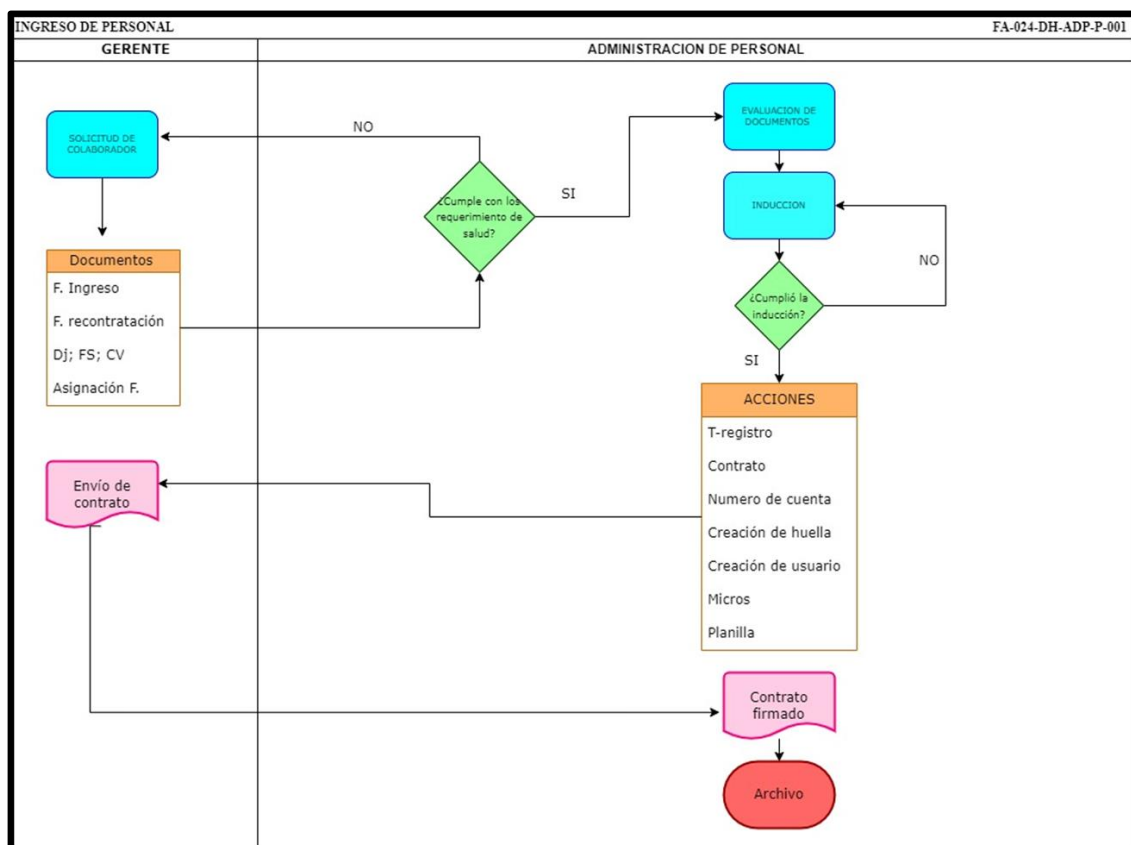 INGRESO DE PERSONAL
FA-024-DH-ADP-P-001
GERENTE
ADMINISTRACION DE PERSONAL
SOLICITUD DE
COLABORADOR
NO
¿Cumple con los
requerimiento de
salud?
SI
EVALUACION DE
DOCUMENTOS
INDUCCION
NO
¿Cumplió la
inducción?
SI
Documentos
F. Ingreso
F. recontratación
Dj; FS; CV
Asignación F.
ACCIONES
T-registro
Contrato
Numero de cuenta
Creación de huella
Creación de usuario
Micros
Planilla
Envío de
contrato
Contrato
firmado
Archivo